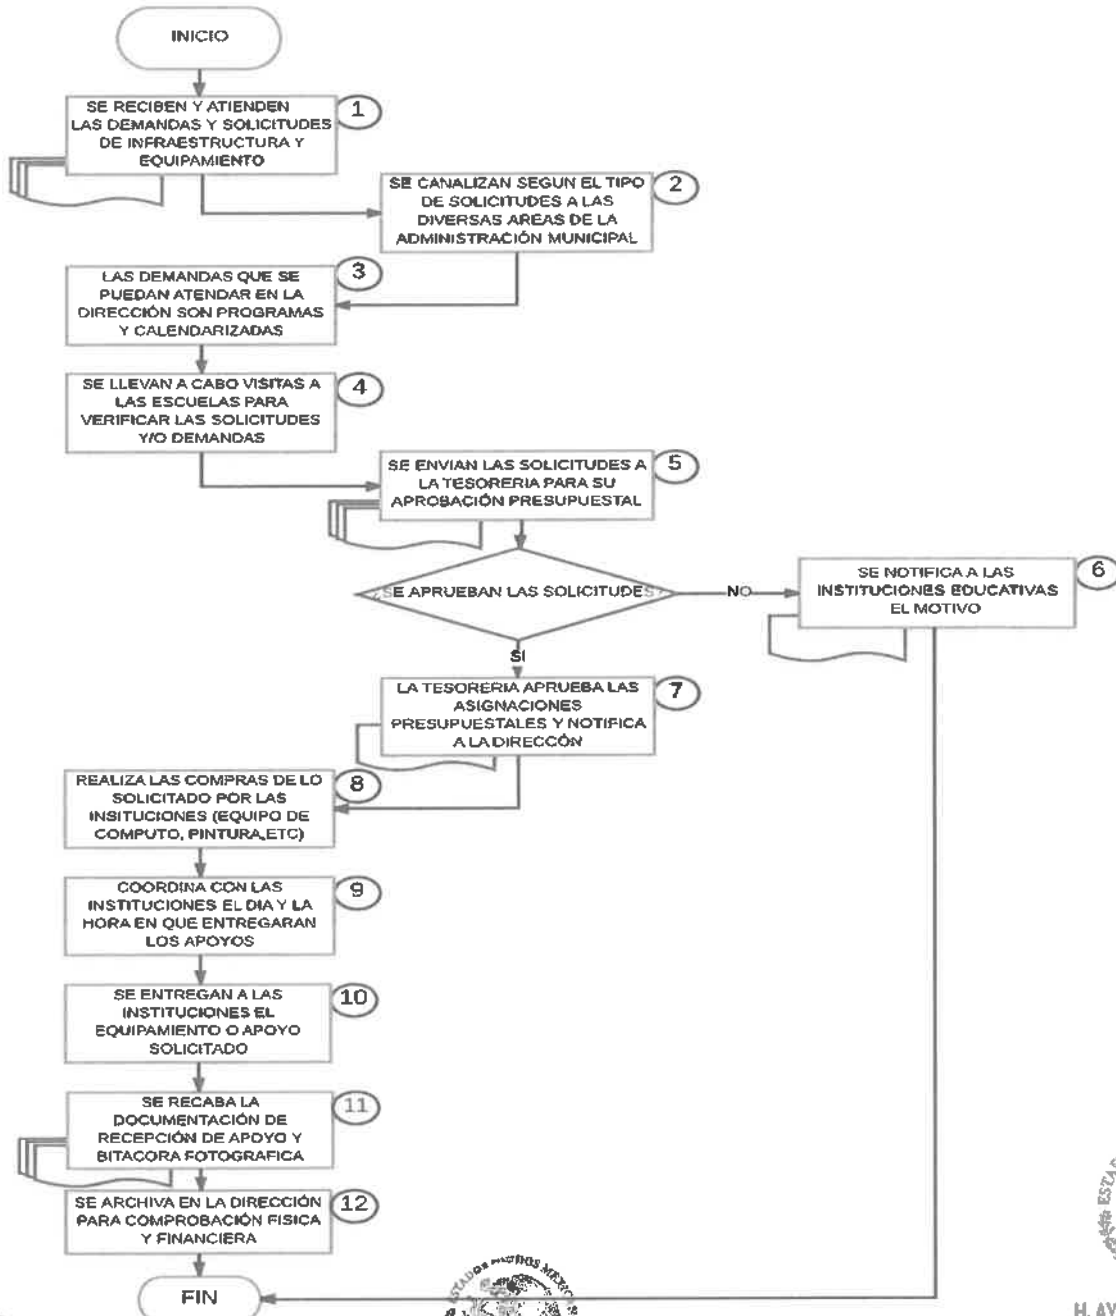 INICIO
SE RECIBEN Y ATIENDEN
LAS DEMANDAS Y SOLICITUDES
DE INFRAESTRUCTURA Y
EQUIPAMIENTO
1
SE CANALIZAN SEGUN EL TIPO
DE SOLICITUDES A LAS
DIVERSAS AREAS DE LA
ADMINISTRACIÓN MUNICIPAL
2
LAS DEMANDAS QUE SE
PUEDAN ATENDAR EN LA
DIRECCIÓN SON PROGRAMAS
Y CALENDARIZADAS
3
SE LLEVAN A CABO VISITAS A
LAS ESCUELAS PARA
VERIFICAR LAS SOLICITUDES
Y/O DEMANDAS
4
SE ENVIAN LAS SOLICITUDES A
LA TESORERIA PARA SU
APROBACIÓN PRESUPUESTAL
5
¿SE APRUEBAN LAS SOLICITUDES?
NO
SE NOTIFICA A LAS
INSTITUCIONES EDUCATIVAS
EL MOTIVO
6
SI
LA TESORERIA APRUEBA LAS
ASIGNACIONES
PRESUPUESTALES Y NOTIFICA
A LA DIRECCÓN
7
REALIZA LAS COMPRAS DE LO
SOLICITADO POR LAS
INSITUCIONES (EQUIPO DE
COMPUTO, PINTURA,ETC)
8
COORDINA CON LAS
INSTITUCIONES EL DIA Y LA
HORA EN QUE ENTREGARAN
LOS APOYOS
9
SE ENTREGAN A LAS
INSTITUCIONES EL
EQUIPAMIENTO O APOYO
SOLICITADO
10
SE RECABA LA
DOCUMENTACIÓN DE
RECEPCIÓN DE APOYO Y
BITACORA FOTOGRAFICA
11
SE ARCHIVA EN LA DIRECCIÓN
PARA COMPROBACIÓN FISICA
Y FINANCIERA
12
FIN
H. AY